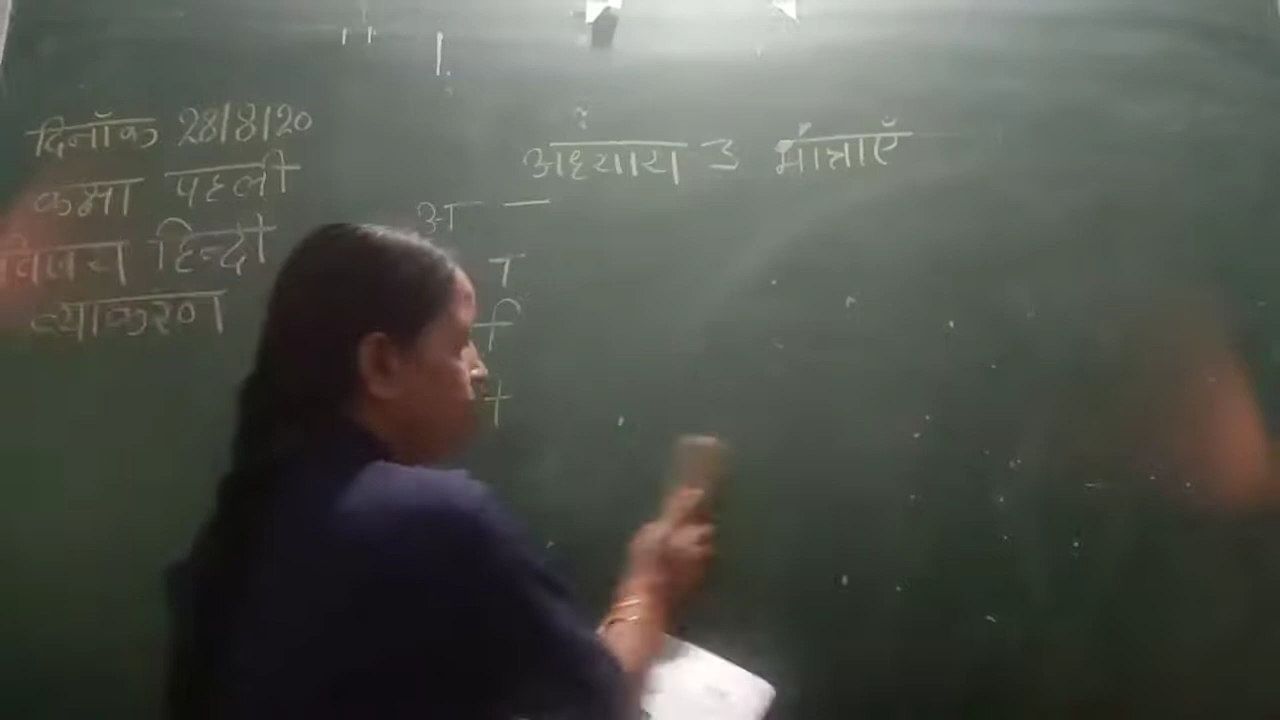 दिनाँक 28/8/20
कक्षा पहली
विषय हिन्दी
व्याकरण
अध्याय 3 मात्राएँ
अ —
ा
ि